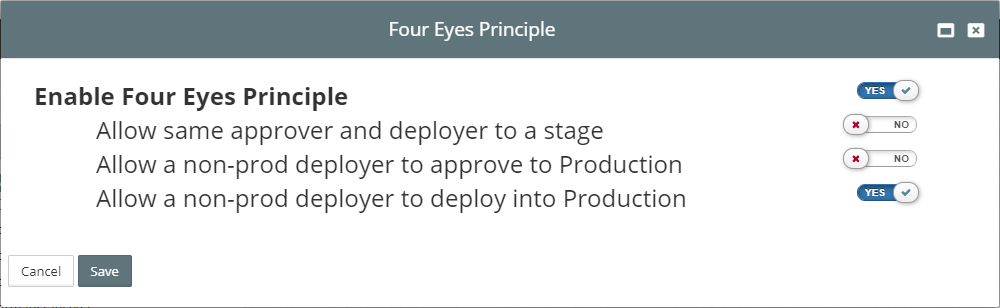 Four Eyes Principle
Enable Four Eyes Principle YES
Allow same approver and deployer to a stage NO
Allow a non-prod deployer to approve to Production NO
Allow a non-prod deployer to deploy into Production YES
Cancel Save